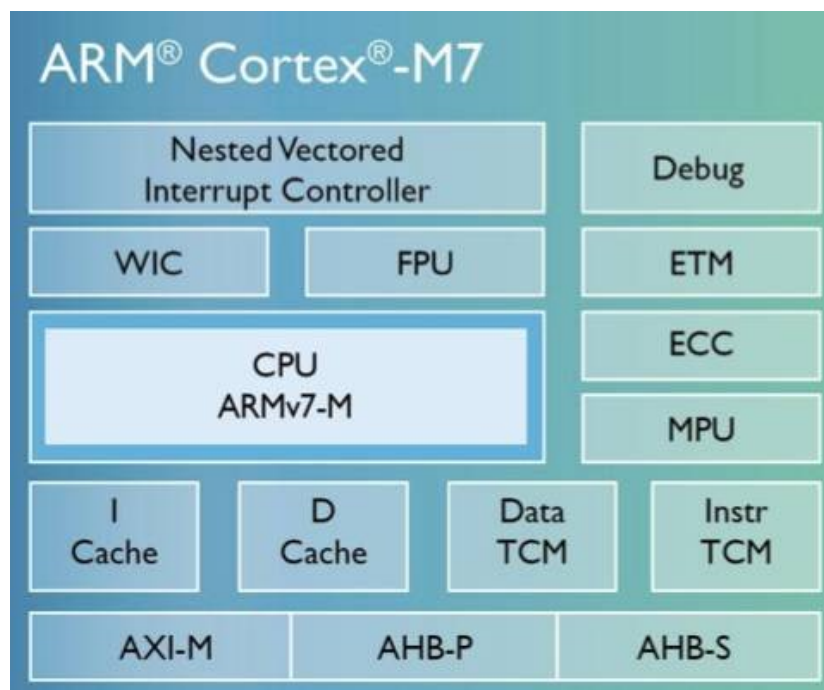 ARM® Cortex®-M7
Nested Vectored
Interrupt Controller
Debug
WIC
FPU
ETM
CPU
ARMv7-M
ECC
MPU
I
Cache
D
Cache
Data
TCM
Instr
TCM
AXI-M
AHB-P
AHB-S